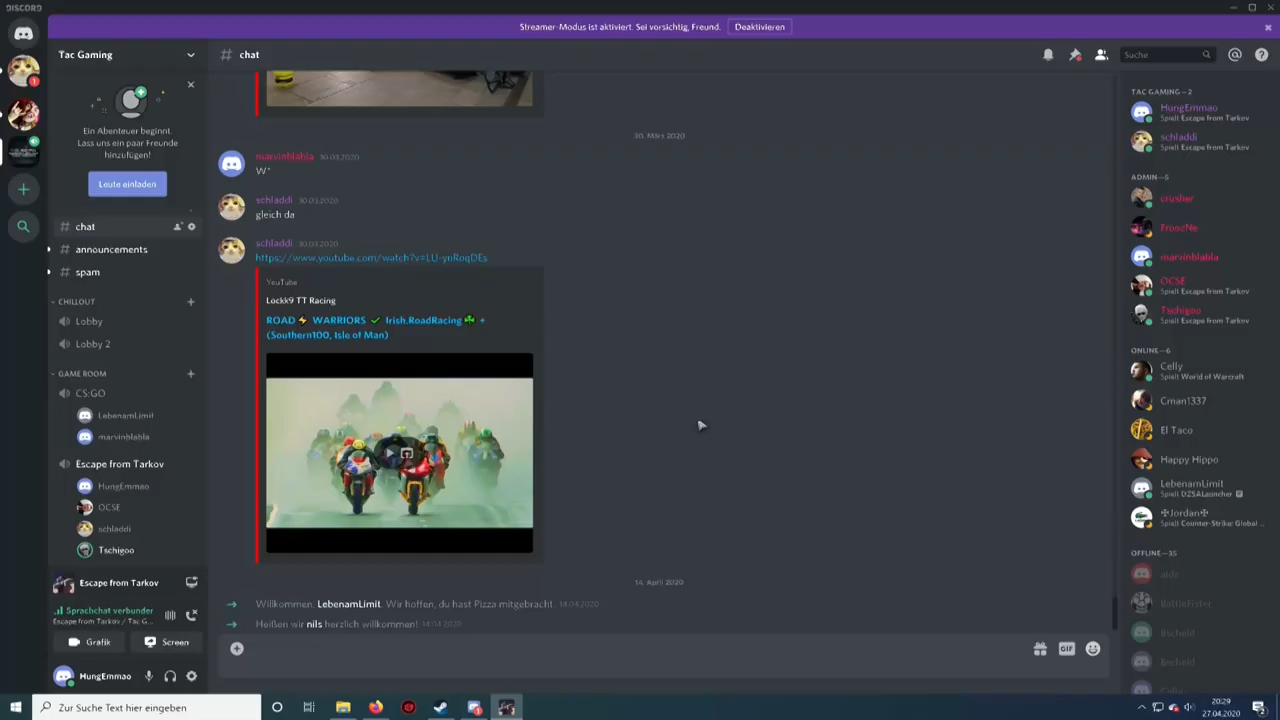 DISCORD
Streamer-Modus ist aktiviert. Sei vorsichtig, Freund.
Deaktivieren
Tac Gaming
# chat
Suche
Ein Abenteuer beginnt.
Lass uns ein paar Freunde
hinzufügen!
Leute einladen
# chat
# announcements
# spam
CHILLOUT
Lobby
Lobby 2
GAME ROOM
CS:GO
LebenamLimit
marvinblabla
Escape from Tarkov
HungEmmao
OCSE
schladdi
Tschigoo
Escape from Tarkov
Sprachchat verbunden
Escape from Tarkov / Tac G...
Grafik
Screen
HungEmmao
30. März 2020
marvinblabla 30.03.2020
W*
schladdi 30.03.2020
gleich da
schladdi 30.03.2020
YouTube
Lockk9 TT Racing
ROAD⚡ WARRIORS ✔ Irish.RoadRacing☘ +
(Southern100, Isle of Man)
14. April 2020
Willkommen, LebenamLimit. Wir hoffen, du hast Pizza mitgebracht. 14.04.2020
Heißen wir nils herzlich willkommen! 14.04.2020
GIF
TAC GAMING—2
HungEmmao
Spielt Escape from Tarkov
schladdi
Spielt Escape from Tarkov
ADMIN—5
crusher
marvinblabla
OCSE
Spielt Escape from Tarkov
Tschigoo
Spielt Escape from Tarkov
ONLINE—6
Celly
Spielt World of Warcraft
Cman1337
El Taco
Happy Hippo
LebenamLimit
Spielt DZSALauncher
✠Jordan✠
Spielt Counter-Strike: Global ...
OFFLINE—35
Zur Suche Text hier eingeben
20:29
27.04.2020